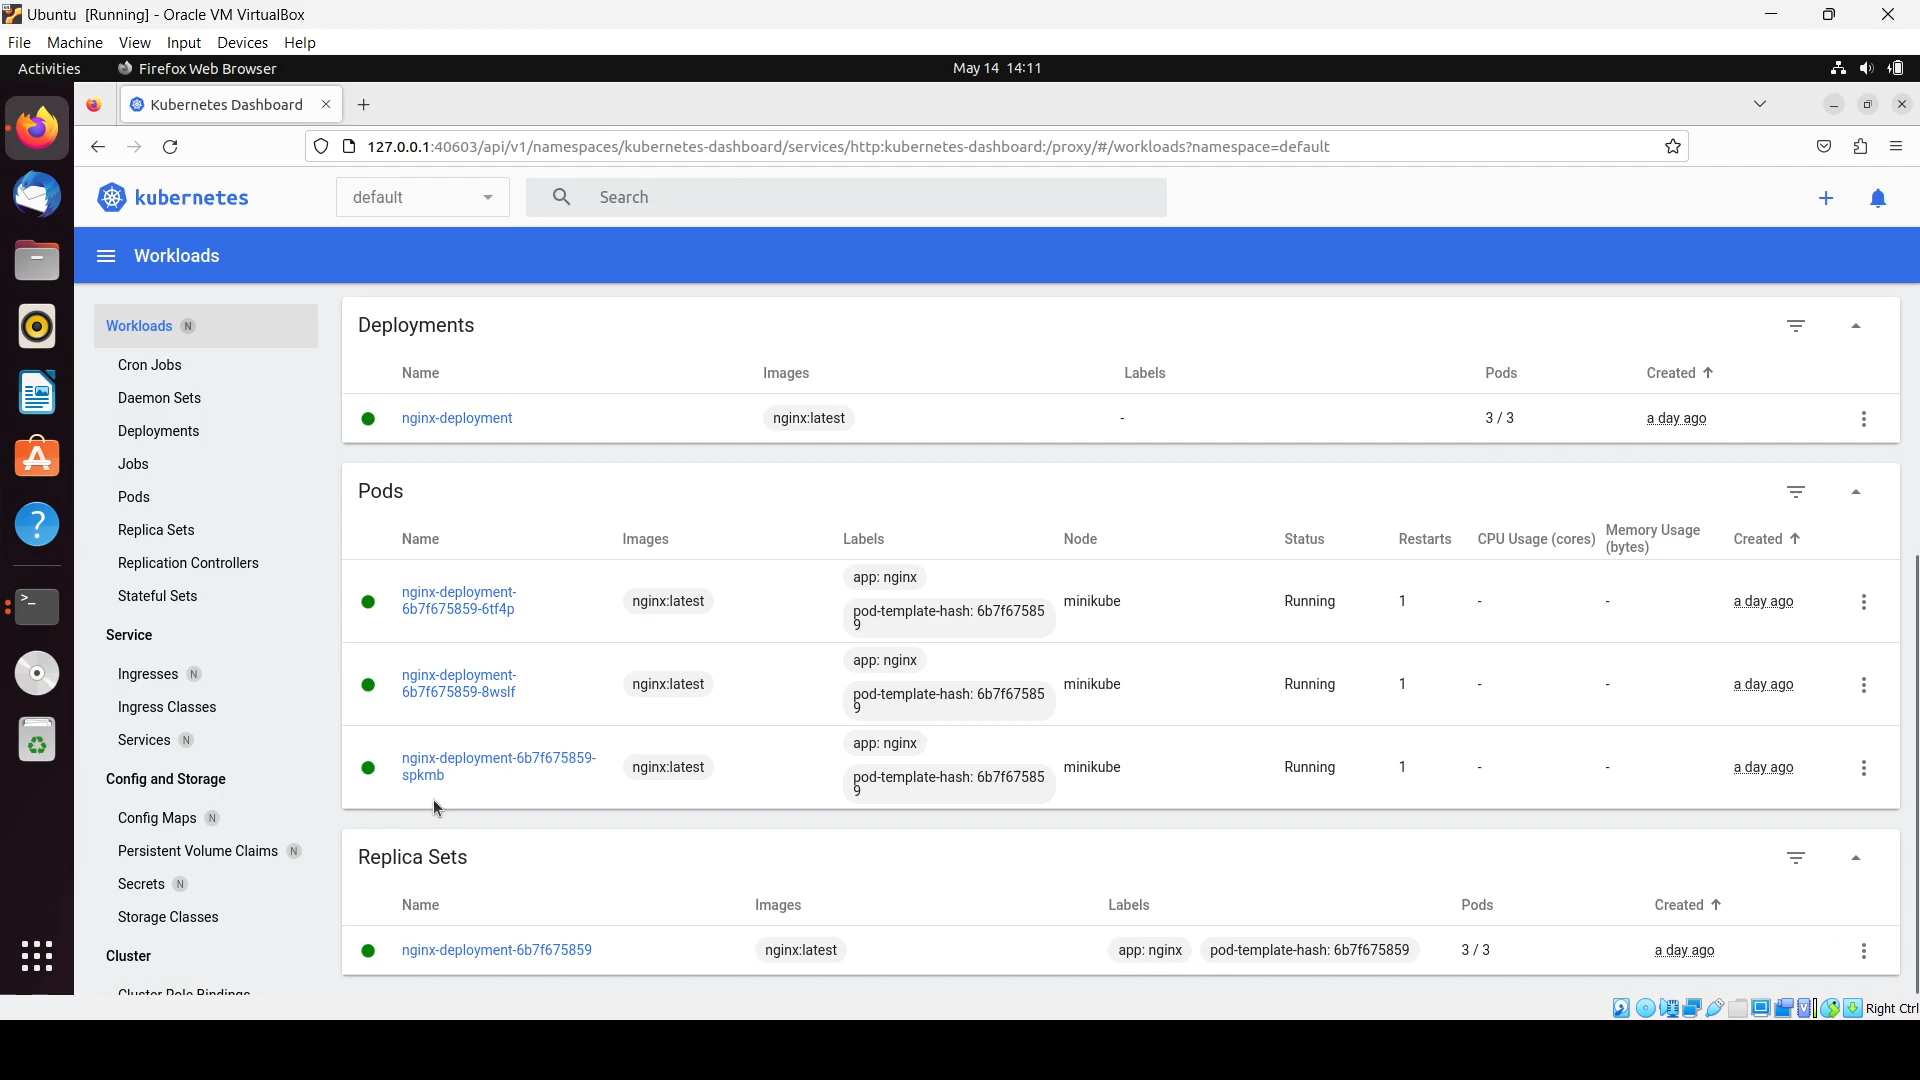 Ubuntu [Running] - Oracle VM VirtualBox
File Machine View Input Devices Help
Activities Firefox Web Browser May 14 14:11
Kubernetes Dashboard
127.0.0.1:40603/api/v1/namespaces/kubernetes-dashboard/services/http:kubernetes-dashboard:/proxy/#/workloads?namespace=default
kubernetes default Search
Workloads
Workloads N
Cron Jobs
Daemon Sets
Deployments
Jobs
Pods
Replica Sets
Replication Controllers
Stateful Sets
Service
Ingresses N
Ingress Classes
Services N
Config and Storage
Config Maps N
Persistent Volume Claims N
Secrets N
Storage Classes
Cluster
Cluster Role Bindings
Deployments
Name Images Labels Pods Created
nginx-deployment nginx:latest - 3 / 3 a day ago
Pods
Name Images Labels Node Status Restarts CPU Usage (cores) Memory Usage
(bytes) Created
app: nginx
nginx-deployment-
6b7f675859-6tf4p nginx:latest pod-template-hash: 6b7f67585
9 minikube Running 1 - - a day ago
app: nginx
nginx-deployment-
6b7f675859-8wslf nginx:latest pod-template-hash: 6b7f67585
9 minikube Running 1 - - a day ago
app: nginx
nginx-deployment-6b7f675859-
spkmb nginx:latest pod-template-hash: 6b7f67585
9 minikube Running 1 - - a day ago
Replica Sets
Name Images Labels Pods Created
nginx-deployment-6b7f675859 nginx:latest app: nginx pod-template-hash: 6b7f675859 3 / 3 a day ago
Right Ctrl